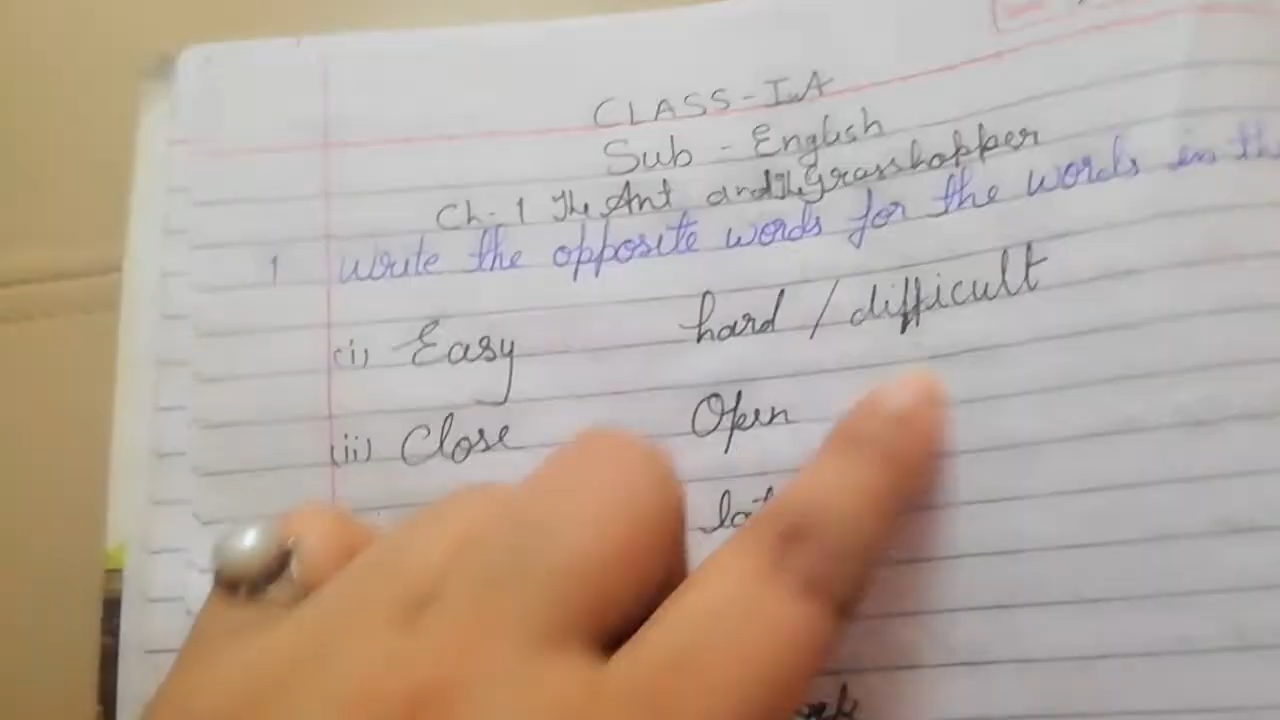 CLASS - IVA
Sub - English
Ch. 1 The Ant and The Grasshopper
1 Write the opposite words for the words in
(i) Easy hard / difficult
(ii) Close Open